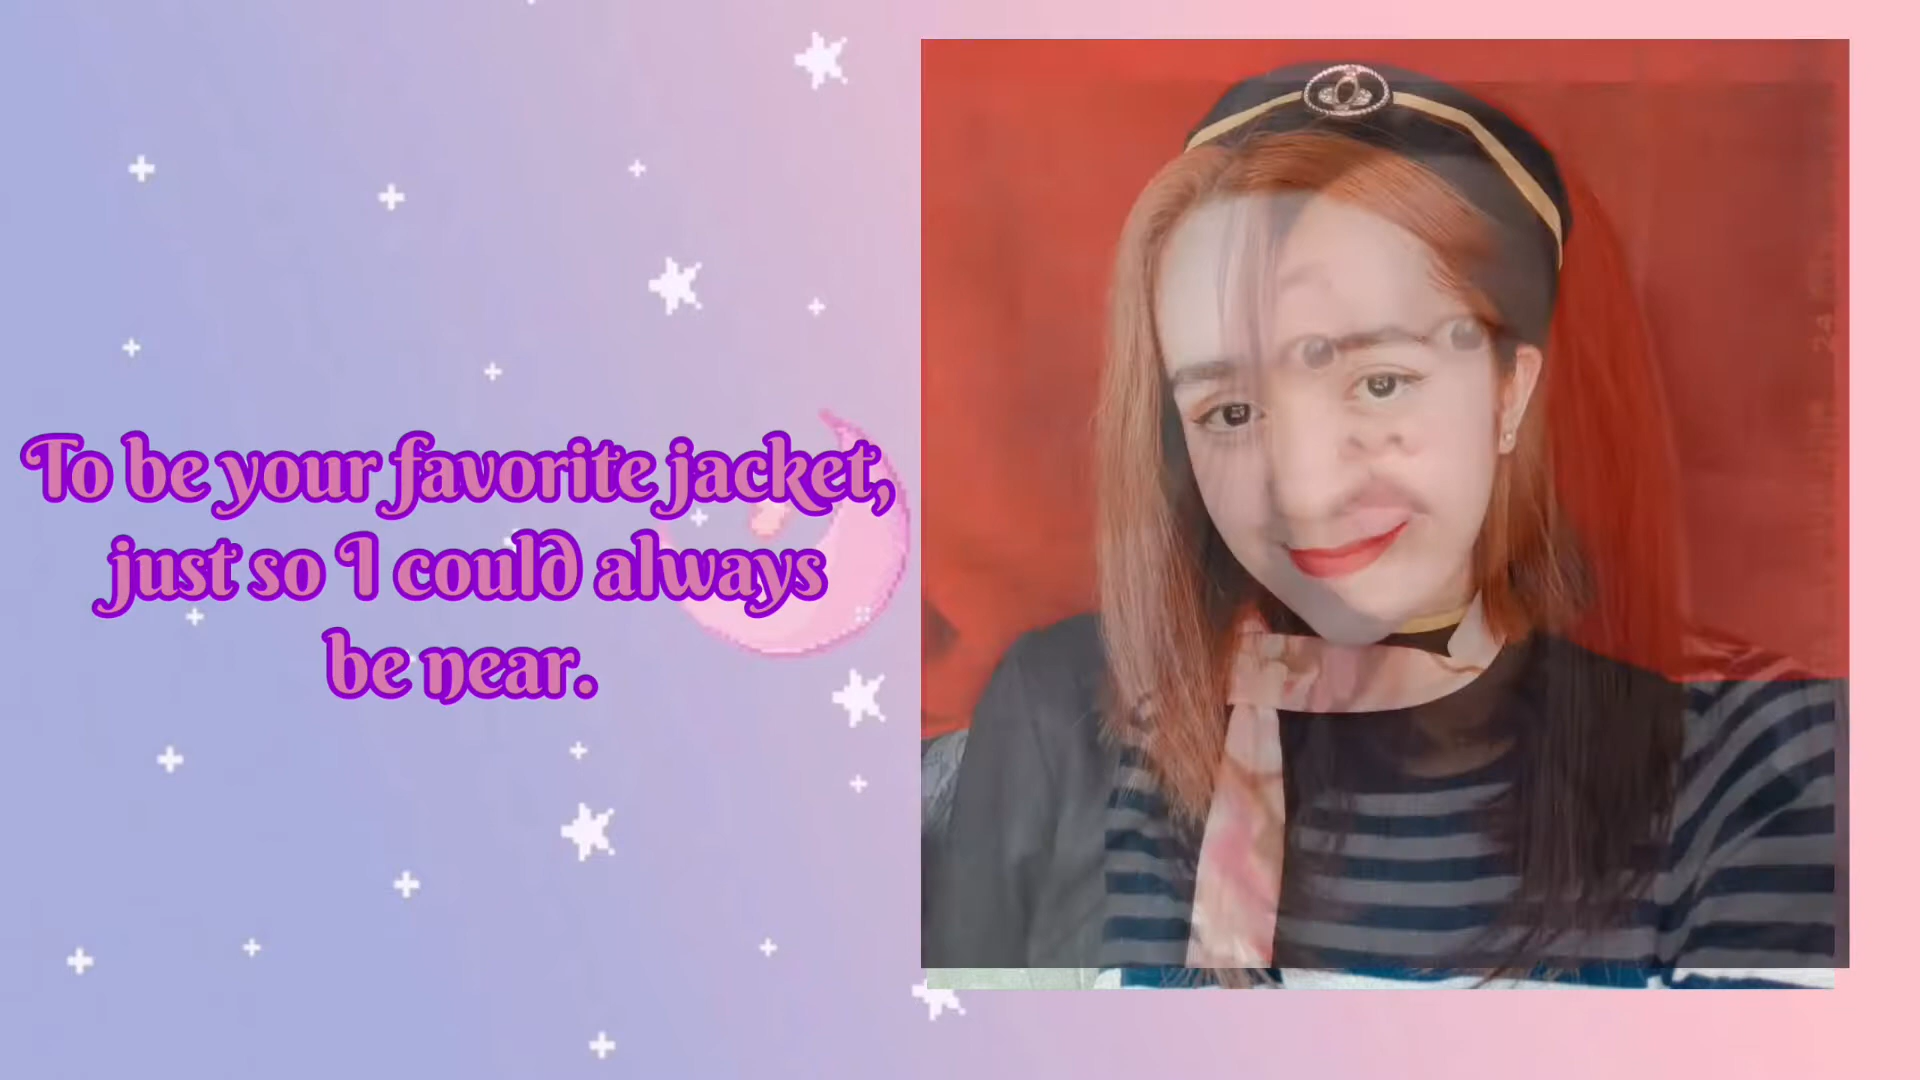 To be your favorite jacket,
just so I could always
be near.